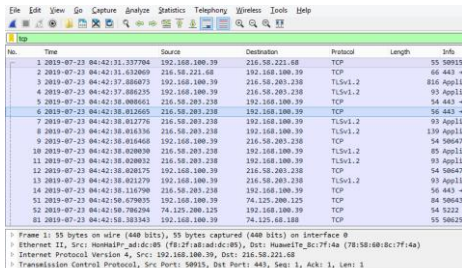 File Edit View Go Capture Analyze Statistics Telephony Wireless Tools Help
tcp
No. Time Source Destination Protocol Length Info
1 2019-07-23 04:42:31.337704 192.168.100.39 216.58.221.68 TCP 55 50915
2 2019-07-23 04:42:31.632069 216.58.221.68 192.168.100.39 TCP 66 443 →
3 2019-07-23 04:42:37.886073 192.168.100.39 216.58.203.238 TLSv1.2 816 Appli
4 2019-07-23 04:42:37.886235 192.168.100.39 216.58.203.238 TLSv1.2 93 Appli
5 2019-07-23 04:42:38.008661 216.58.203.238 192.168.100.39 TCP 54 443 →
6 2019-07-23 04:42:38.012665 216.58.203.238 192.168.100.39 TCP 56 443 →
7 2019-07-23 04:42:38.012776 216.58.203.238 192.168.100.39 TLSv1.2 93 Appli
8 2019-07-23 04:42:38.016336 216.58.203.238 192.168.100.39 TLSv1.2 139 Appli
9 2019-07-23 04:42:38.016468 192.168.100.39 216.58.203.238 TCP 54 50647
10 2019-07-23 04:42:38.020030 216.58.203.238 192.168.100.39 TLSv1.2 85 Appli
11 2019-07-23 04:42:38.020032 216.58.203.238 192.168.100.39 TLSv1.2 93 Appli
12 2019-07-23 04:42:38.020175 192.168.100.39 216.58.203.238 TCP 54 50647
13 2019-07-23 04:42:38.021279 192.168.100.39 216.58.203.238 TLSv1.2 93 Appli
14 2019-07-23 04:42:38.116790 216.58.203.238 192.168.100.39 TCP 56 443 →
51 2019-07-23 04:42:50.679035 192.168.100.39 74.125.200.125 TCP 84 50643
52 2019-07-23 04:42:50.706294 74.125.200.125 192.168.100.39 TCP 54 5222
81 2019-07-23 04:42:58.383343 192.168.100.39 74.125.68.188 TCP 55 50625
Frame 1: 55 bytes on wire (440 bits), 55 bytes captured (440 bits) on interface 0
Ethernet II, Src: HonHaiPr_ad:dc:05 (f8:2f:a8:ad:dc:05), Dst: HuaweiTe_8c:7f:4a (78:58:60:8c:7f:4a)
Internet Protocol Version 4, Src: 192.168.100.39, Dst: 216.58.221.68
Transmission Control Protocol, Src Port: 50915, Dst Port: 443, Seq: 1, Ack: 1, Len: 1